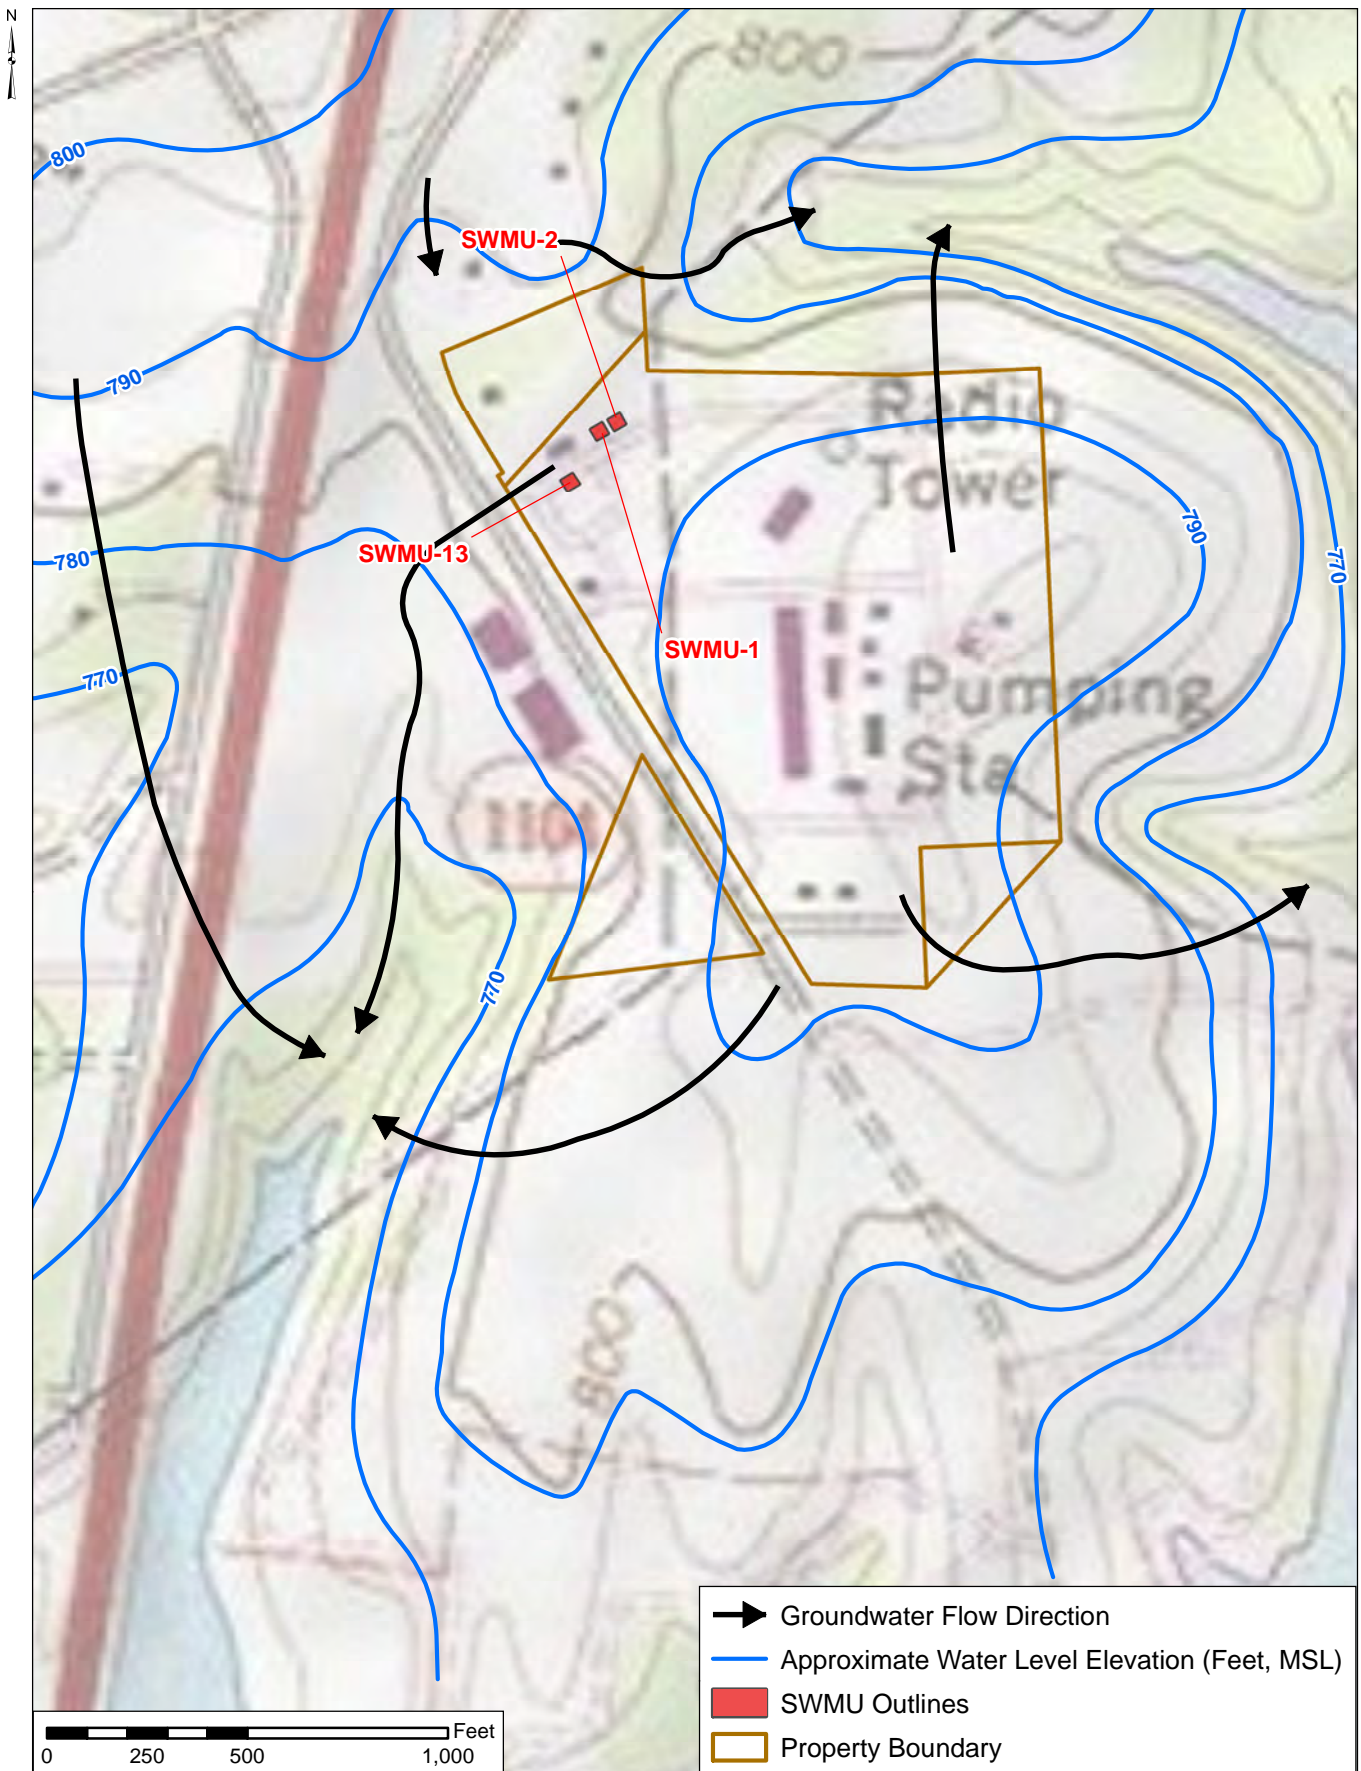 N
800
800
SWMU-2
790
Radio
Tower
790
770
780
SWMU-13
SWMU-1
770
Pumping
Sta
770
800
Groundwater Flow Direction
Approximate Water Level Elevation (Feet, MSL)
SWMU Outlines
Property Boundary
Feet
0 250 500 1,000